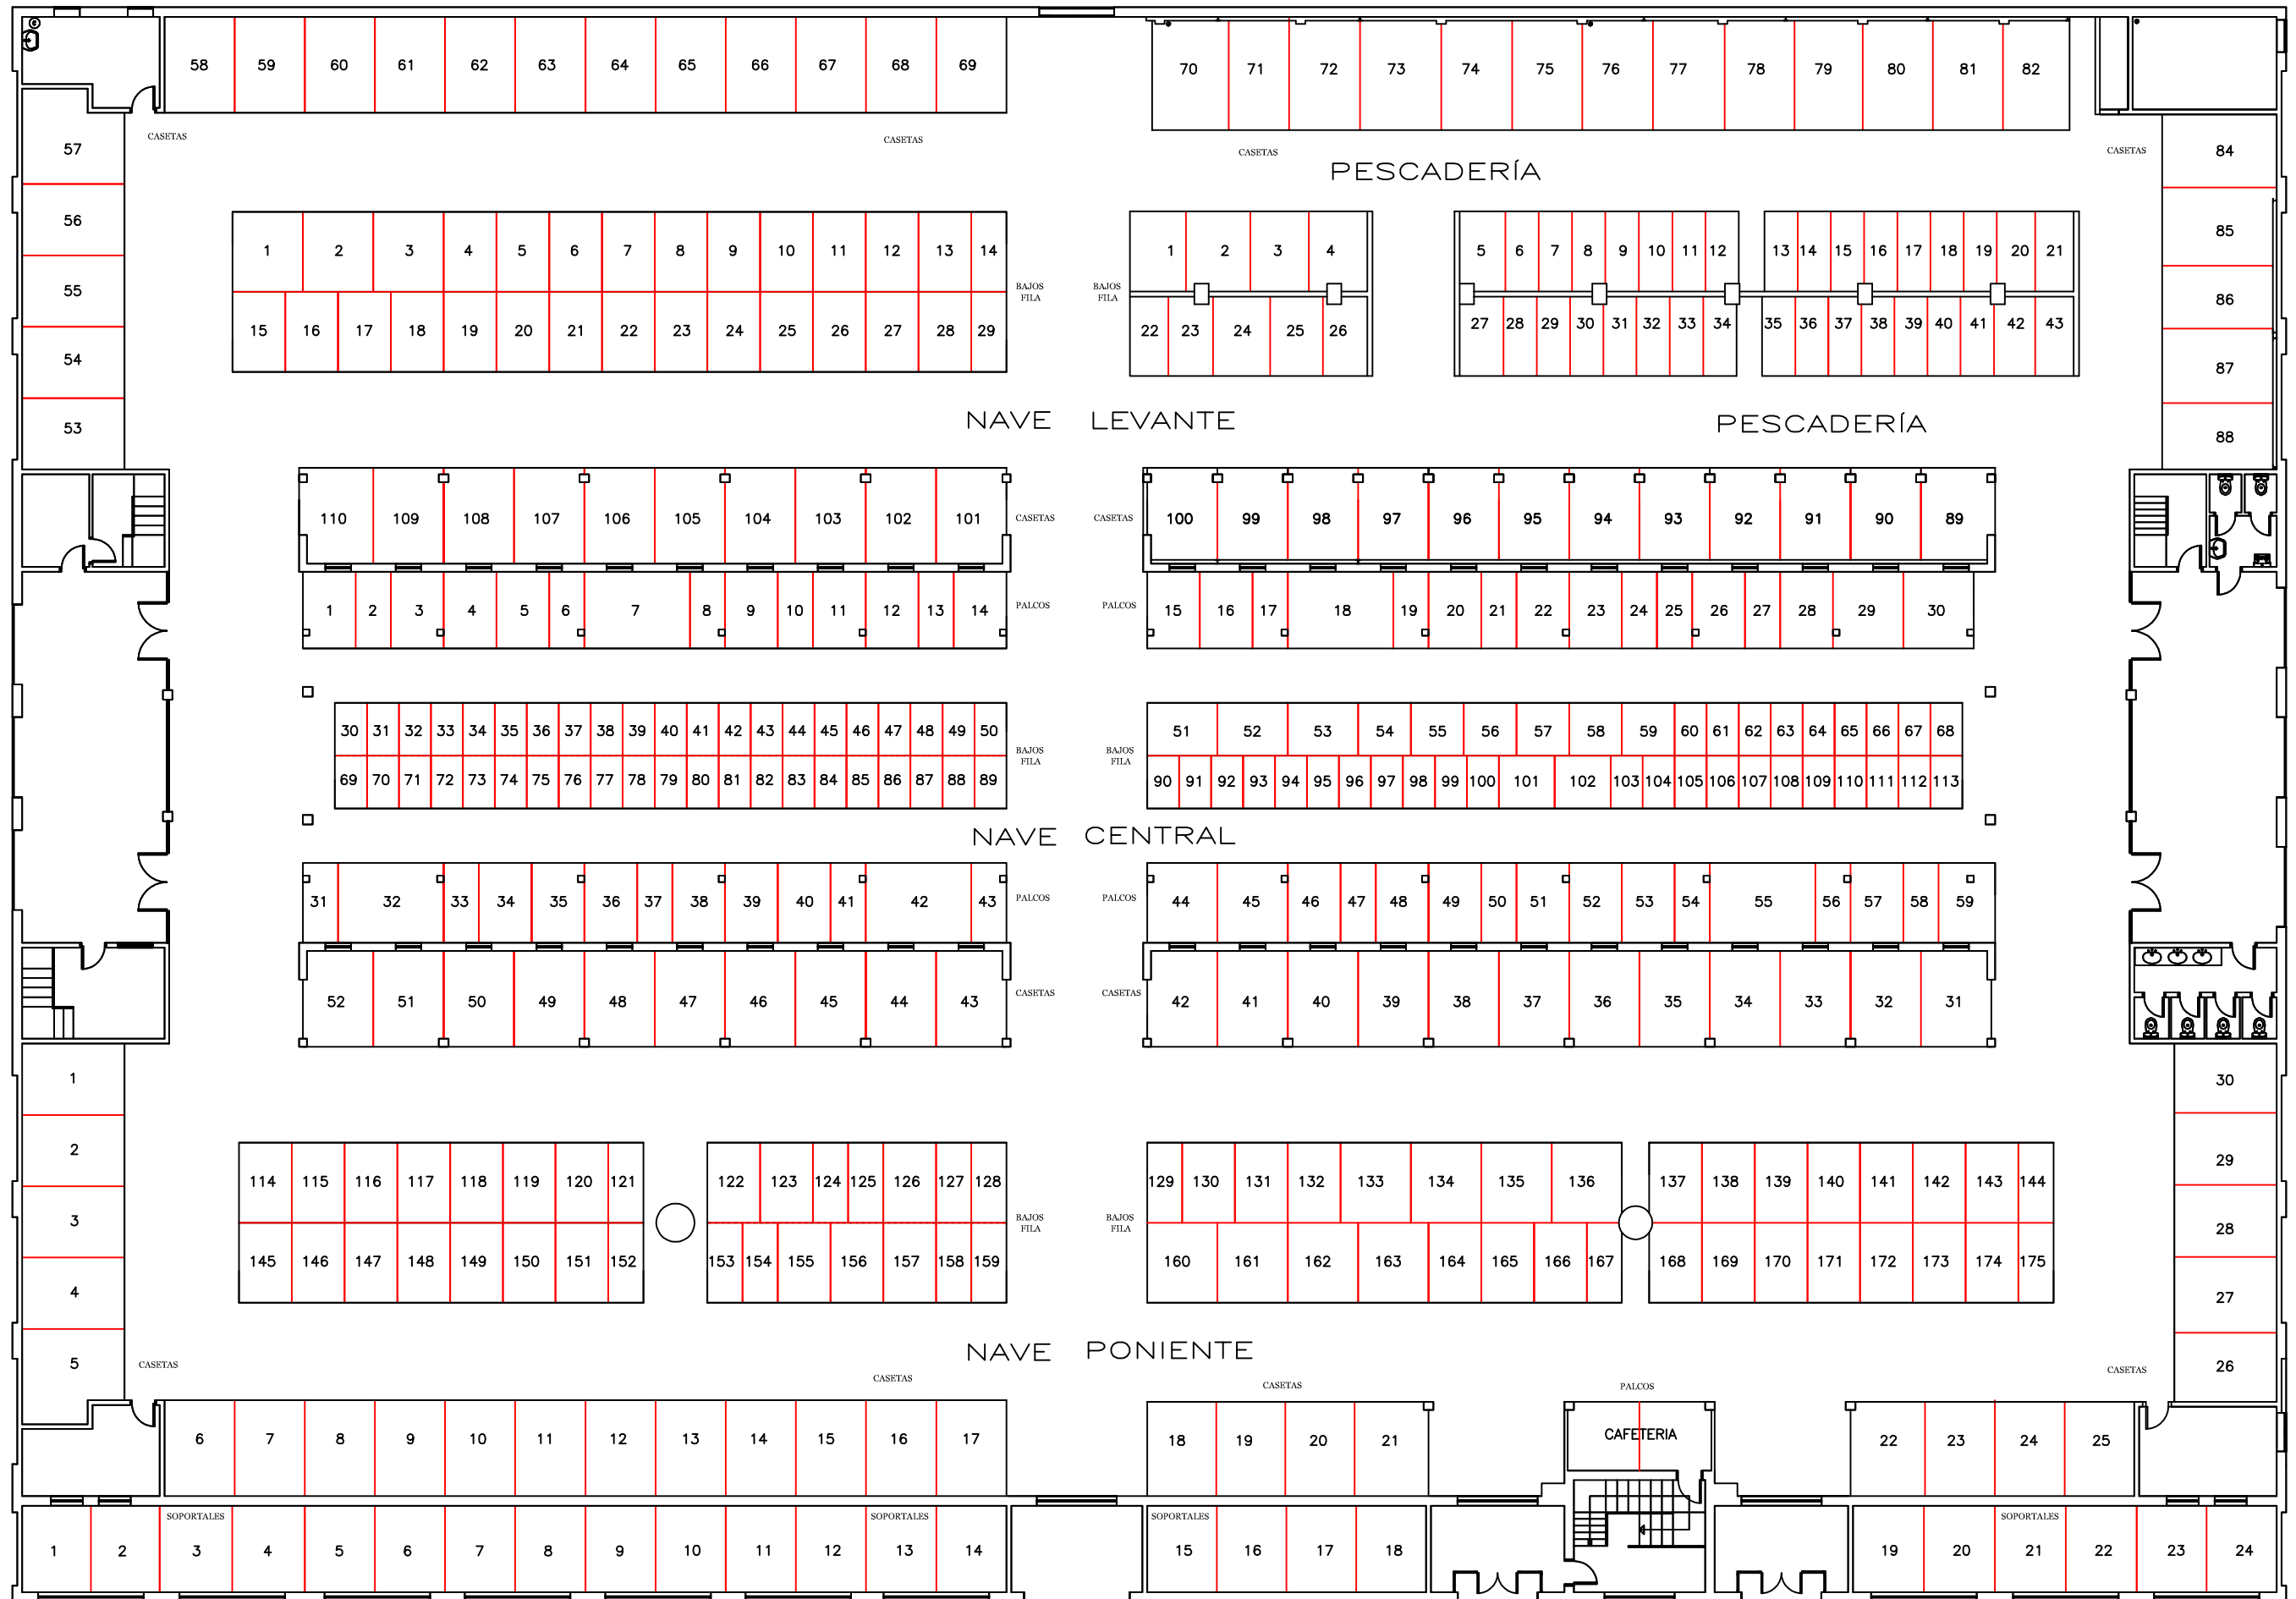 58 59 60 61 62 63 64 65 66 67 68 69
70 71 72 73 74 75 76 77 78 79 80 81 82
CASETAS
CASETAS
CASETAS
CASETAS
PESCADERÍA
57
56
55
54
53
84
85
86
87
88
1 2 3 4 5 6 7 8 9 10 11 12 13 14
15 16 17 18 19 20 21 22 23 24 25 26 27 28 29
BAJOS
FILA
BAJOS
FILA
1 2 3 4
22 23 24 25 26
5 6 7 8 9 10 11 12
27 28 29 30 31 32 33 34
13 14 15 16 17 18 19 20 21
35 36 37 38 39 40 41 42 43
NAVE LEVANTE
PESCADERÍA
110 109 108 107 106 105 104 103 102 101
CASETAS
CASETAS
100 99 98 97 96 95 94 93 92 91 90 89
1 2 3 4 5 6 7 8 9 10 11 12 13 14
PALCOS
PALCOS
15 16 17 18 19 20 21 22 23 24 25 26 27 28 29 30
30 31 32 33 34 35 36 37 38 39 40 41 42 43 44 45 46 47 48 49 50
69 70 71 72 73 74 75 76 77 78 79 80 81 82 83 84 85 86 87 88 89
BAJOS
FILA
BAJOS
FILA
51 52 53 54 55 56 57 58 59 60 61 62 63 64 65 66 67 68
90 91 92 93 94 95 96 97 98 99 100 101 102 103 104 105 106 107 108 109 110 111 112 113
NAVE CENTRAL
31 32 33 34 35 36 37 38 39 40 41 42 43
PALCOS
PALCOS
44 45 46 47 48 49 50 51 52 53 54 55 56 57 58 59
52 51 50 49 48 47 46 45 44 43
CASETAS
CASETAS
42 41 40 39 38 37 36 35 34 33 32 31
1
2
3
4
5
30
29
28
27
26
114 115 116 117 118 119 120 121
145 146 147 148 149 150 151 152
122 123 124 125 126 127 128
153 154 155 156 157 158 159
BAJOS
FILA
BAJOS
FILA
129 130 131 132 133 134 135 136
160 161 162 163 164 165 166 167
137 138 139 140 141 142 143 144
168 169 170 171 172 173 174 175
NAVE PONIENTE
CASETAS
CASETAS
CASETAS
PALCOS
CASETAS
6 7 8 9 10 11 12 13 14 15 16 17
18 19 20 21
CAFETERIA
22 23 24 25
SOPORTALES
SOPORTALES
SOPORTALES
SOPORTALES
1 2 3 4 5 6 7 8 9 10 11 12 13 14
15 16 17 18
19 20 21 22 23 24